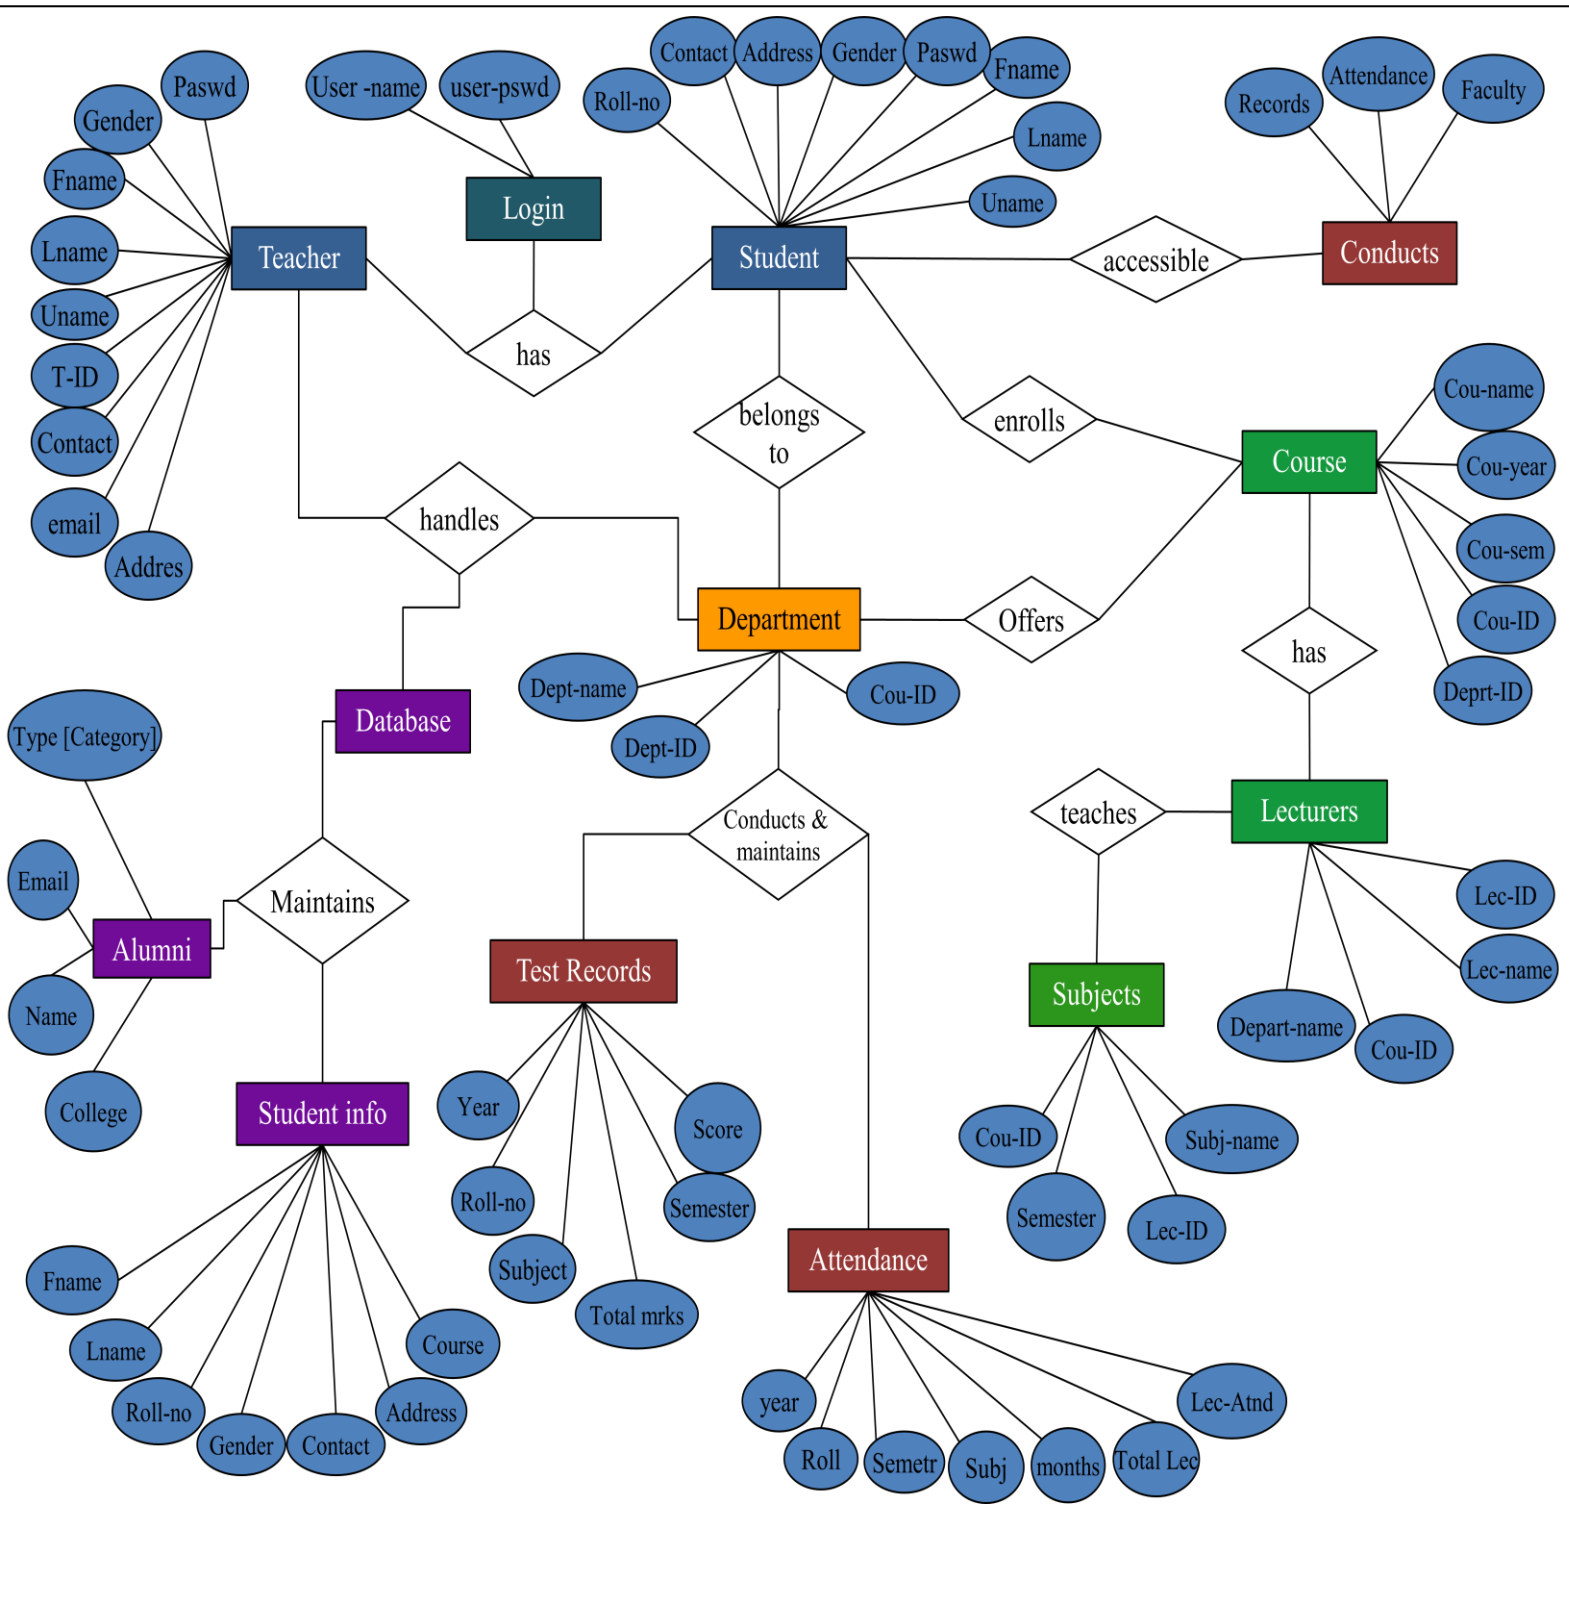 Contact
Address
Gender
Paswd
Fname
Roll-no
Lname
Uname
Paswd
Gender
Fname
Lname
Uname
T-ID
Contact
email
Addres
User -name
user-pswd
Login
Teacher
Student
Records
Attendance
Faculty
Conducts
accessible
has
belongs
to
enrolls
Course
Cou-name
Cou-year
Cou-sem
Cou-ID
Deprt-ID
handles
Department
Offers
has
Dept-name
Dept-ID
Cou-ID
Database
Type [Category]
Email
Alumni
Name
College
Maintains
Conducts &
maintains
teaches
Lecturers
Lec-ID
Lec-name
Depart-name
Cou-ID
Test Records
Subjects
Student info
Year
Roll-no
Subject
Total mrks
Semester
Score
Cou-ID
Semester
Lec-ID
Subj-name
Attendance
Fname
Lname
Roll-no
Gender
Contact
Address
Course
year
Roll
Semetr
Subj
months
Total Lec
Lec-Atnd